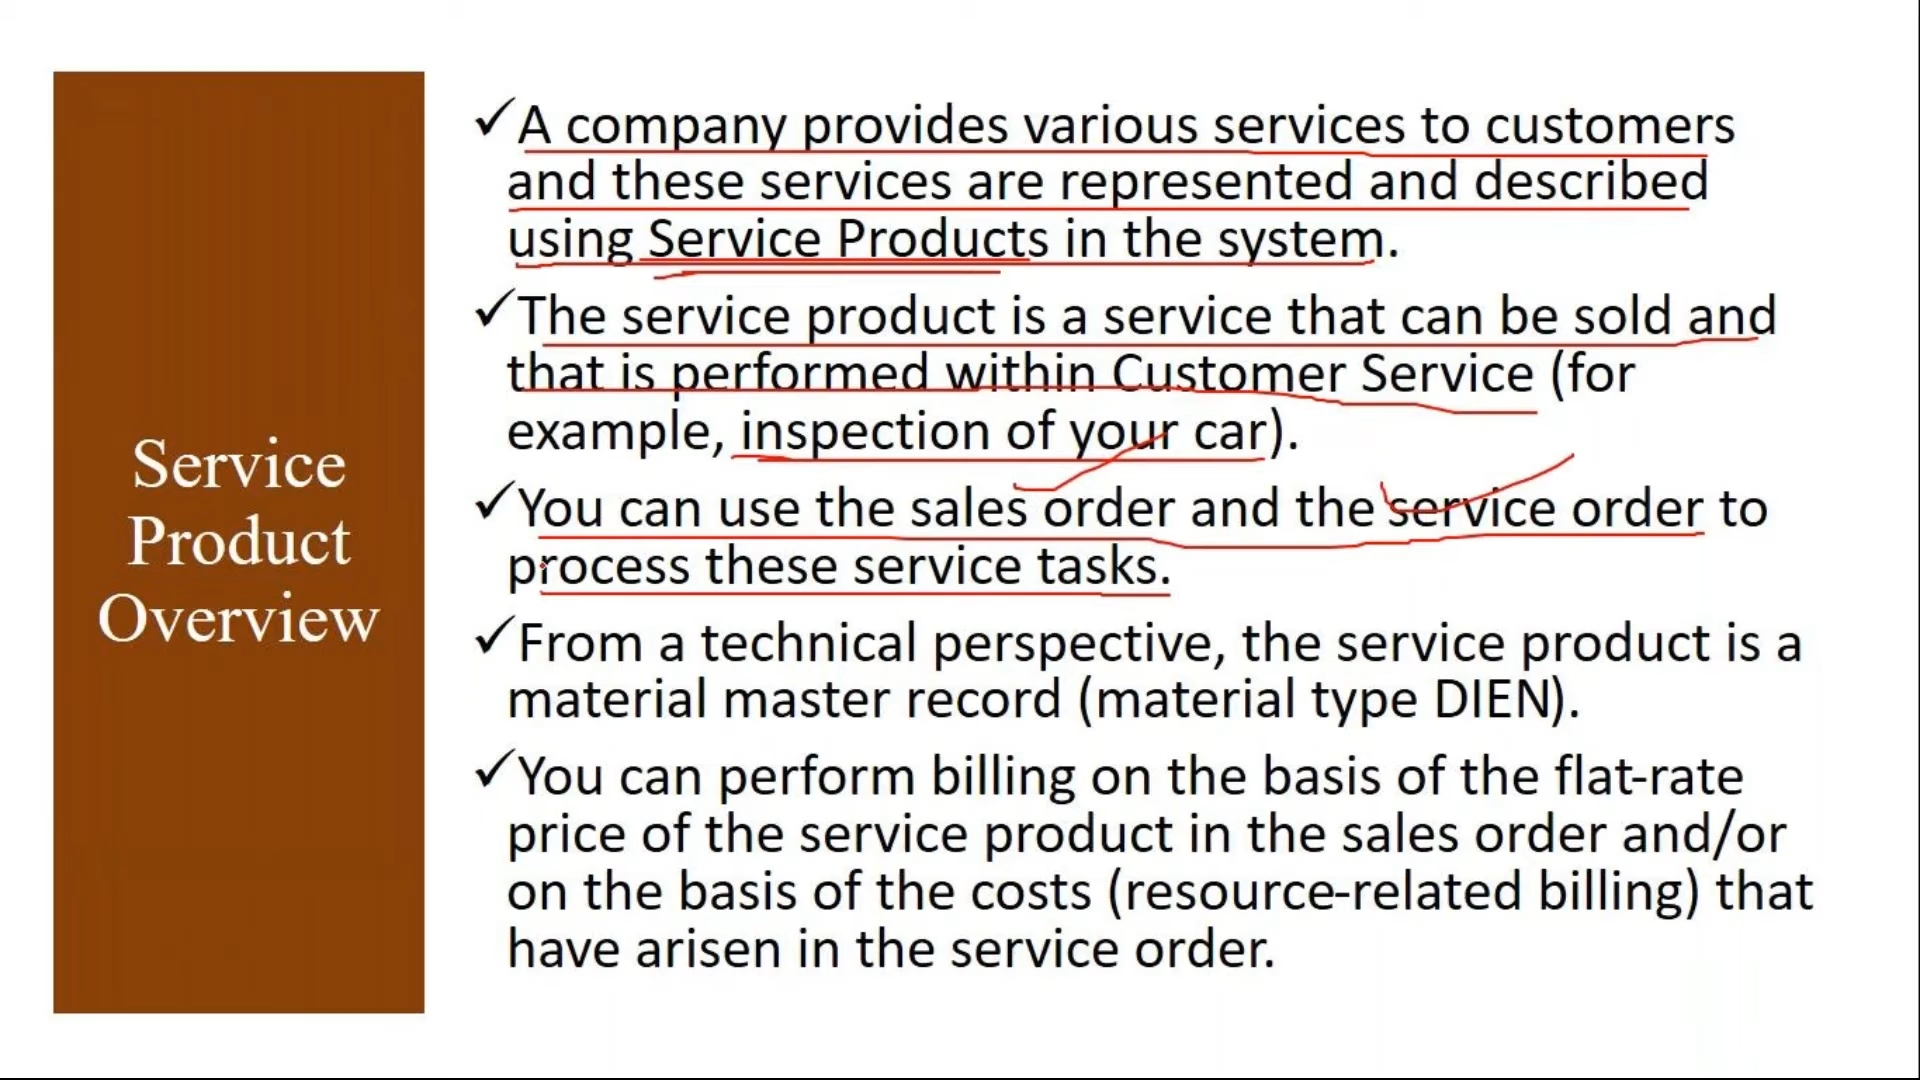 Service
Product
Overview
✓A company provides various services to customers
and these services are represented and described
using Service Products in the system.
✓The service product is a service that can be sold and
that is performed within Customer Service (for
example, inspection of your car).
✓You can use the sales order and the service order to
process these service tasks.
✓From a technical perspective, the service product is a
material master record (material type DIEN).
✓You can perform billing on the basis of the flat-rate
price of the service product in the sales order and/or
on the basis of the costs (resource-related billing) that
have arisen in the service order.